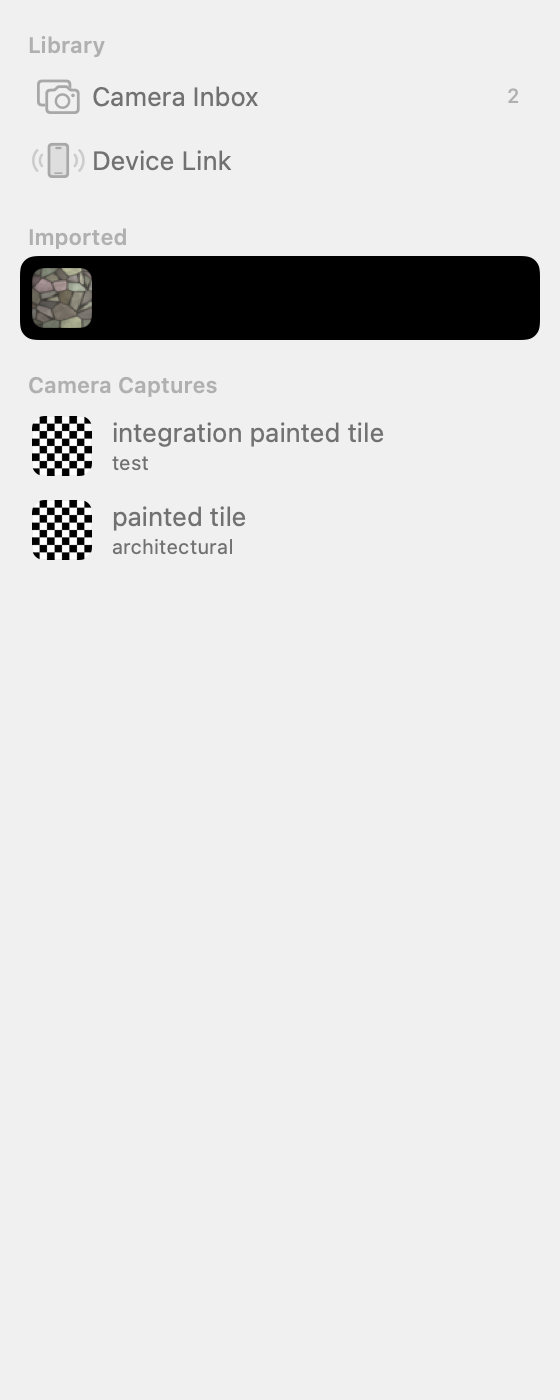 Library
Camera Inbox 2
Device Link
Imported
Camera Captures
integration painted tile
test
painted tile
architectural